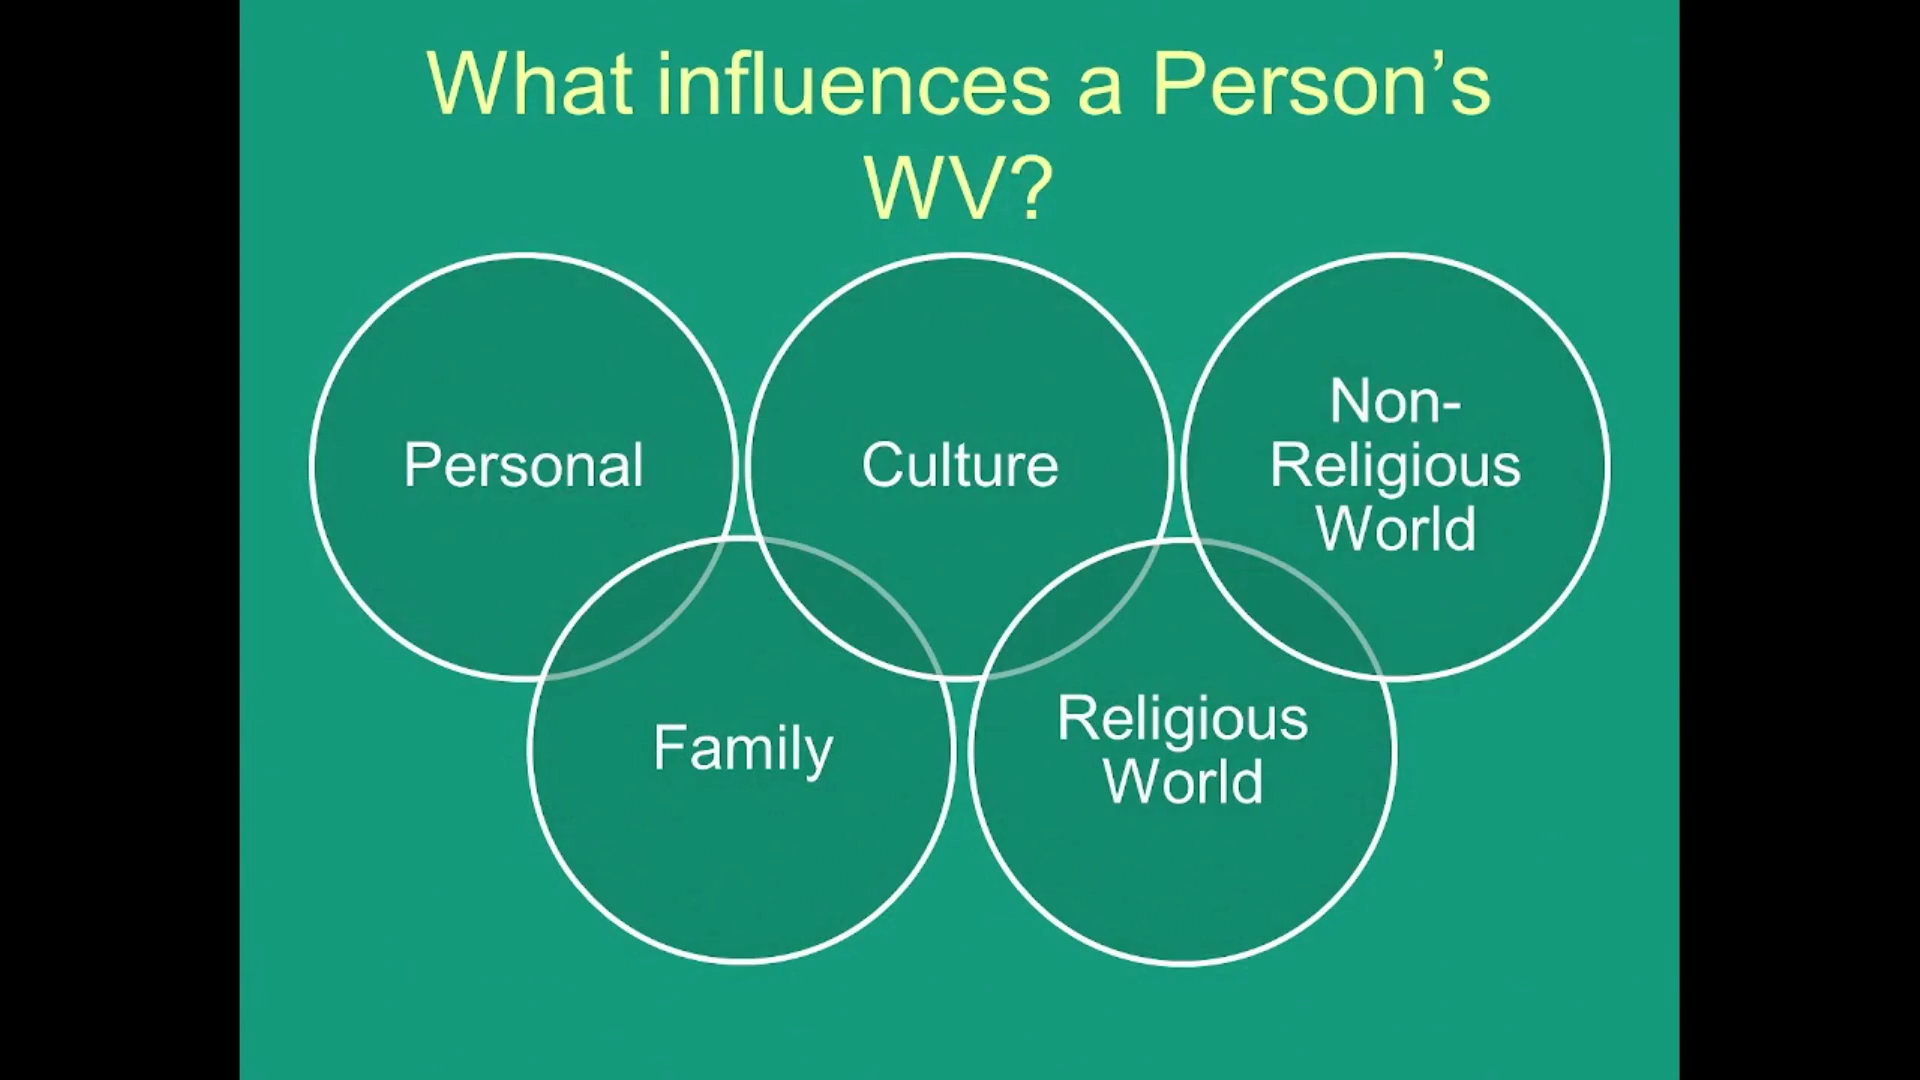 What influences a Person’s
WV?
Personal
Culture
Non-
Religious
World
Family
Religious
World